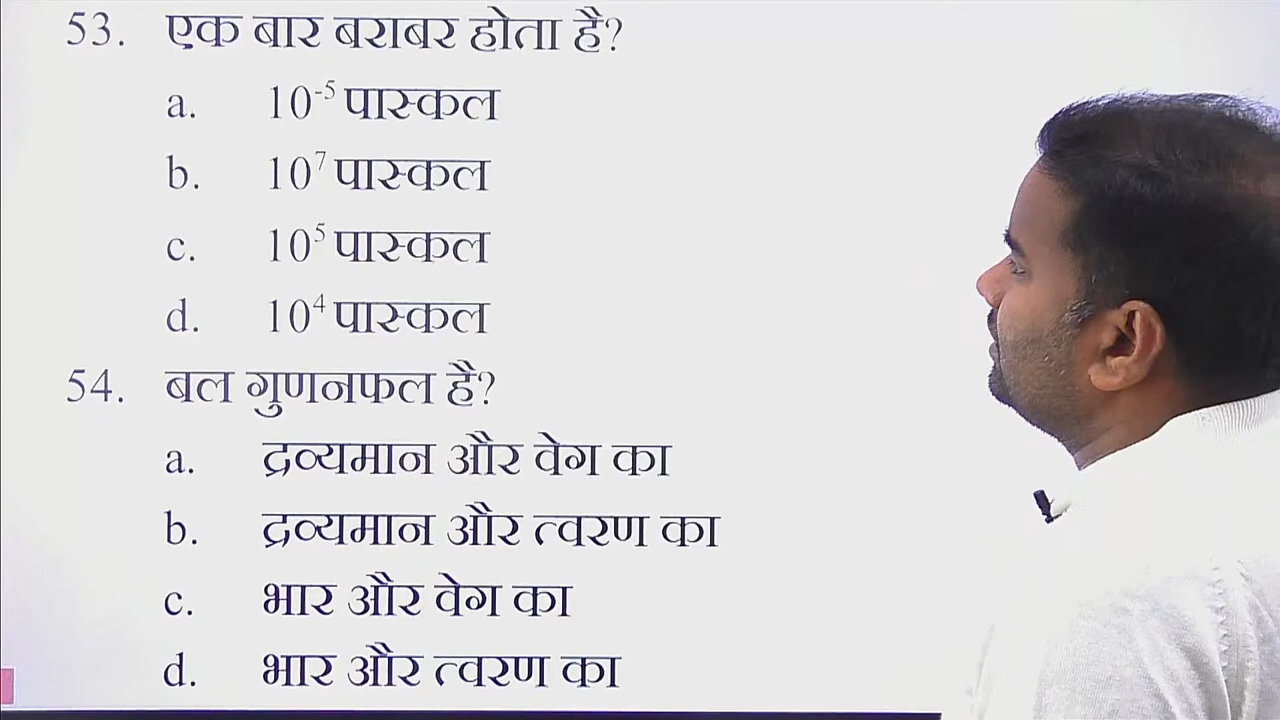 53. एक बार बराबर होता है?
a. 10⁻⁵ पास्कल
b. 10⁷ पास्कल
c. 10⁵ पास्कल
d. 10⁴ पास्कल
54. बल गुणनफल है?
a. द्रव्यमान और वेग का
b. द्रव्यमान और त्वरण का
c. भार और वेग का
d. भार और त्वरण का